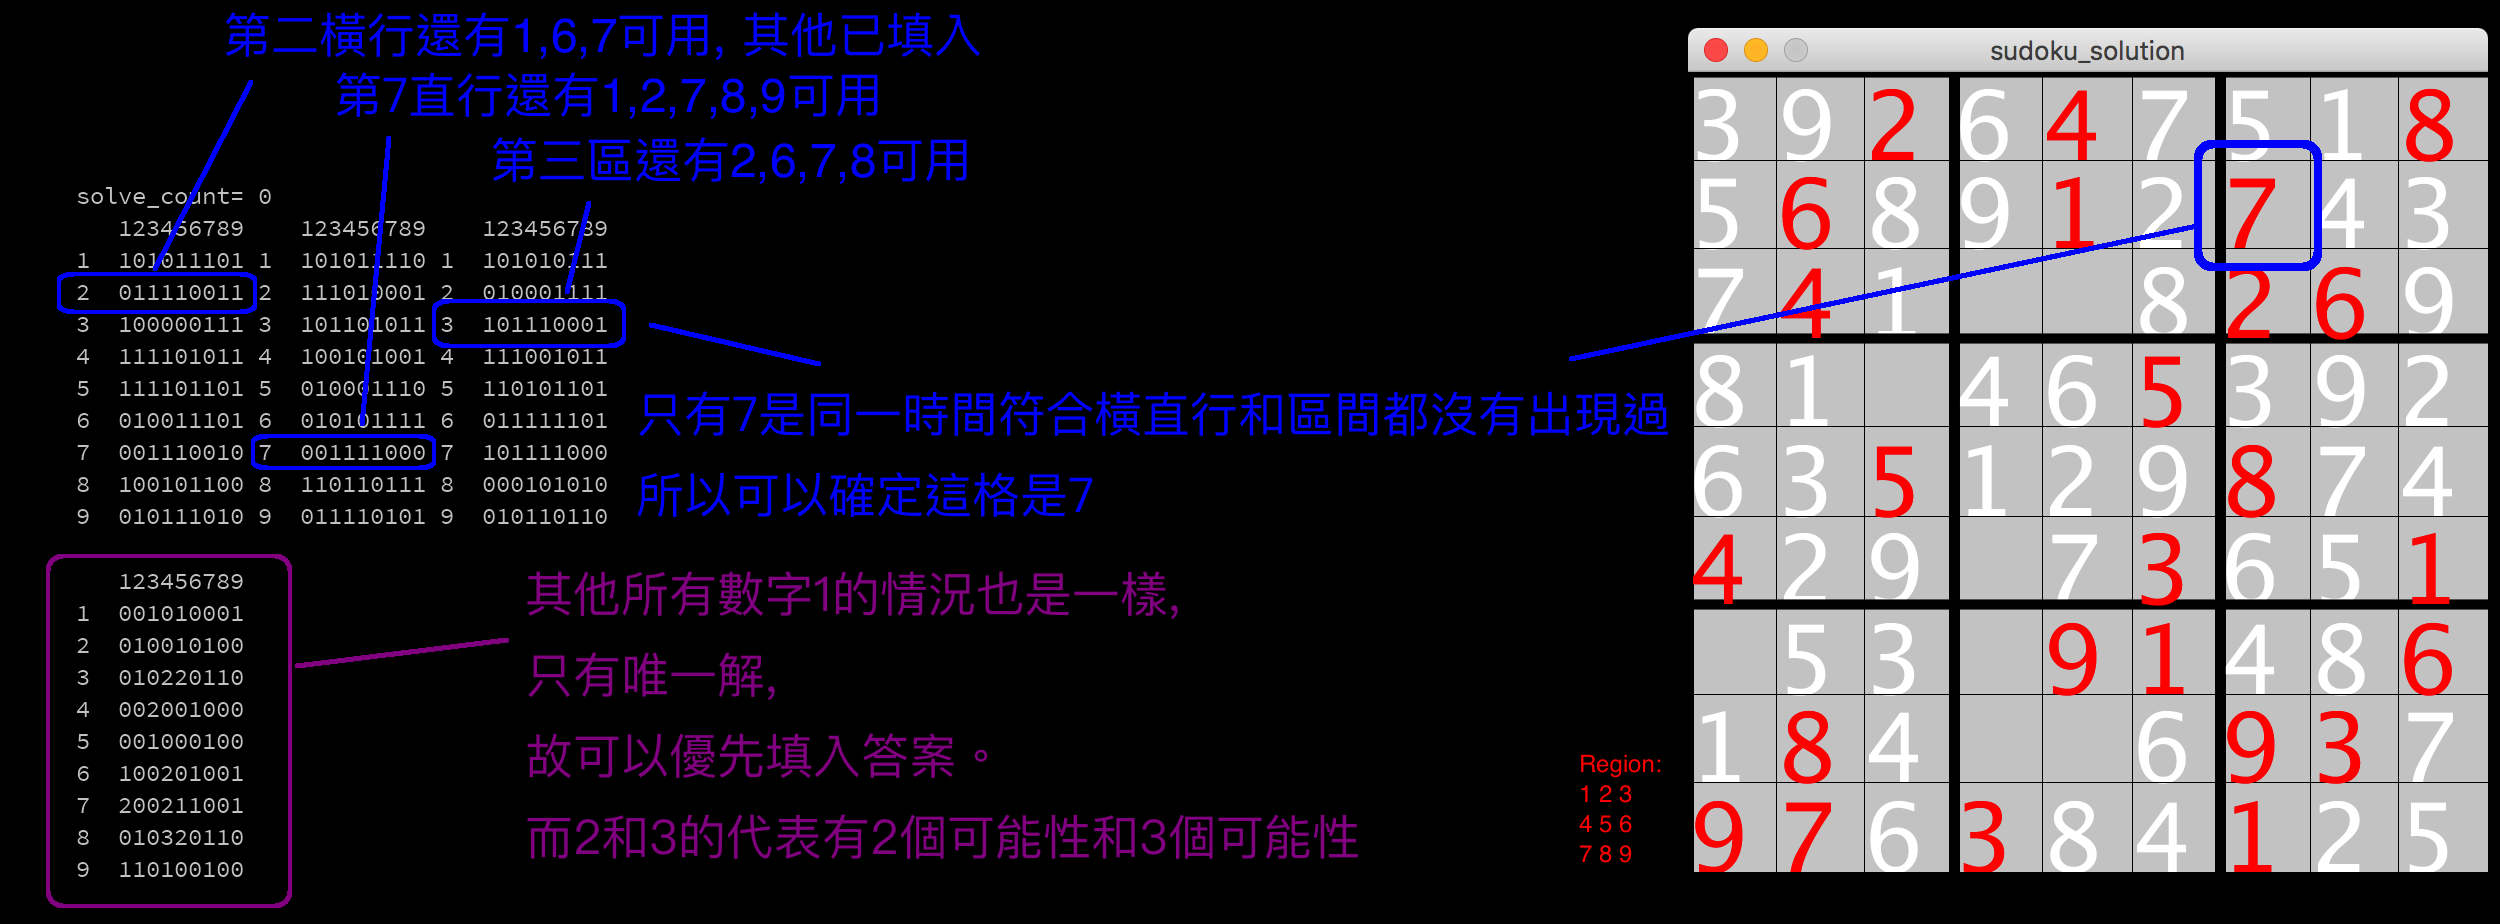 第二橫行還有1,6,7可用, 其他已填入
第7直行還有1,2,7,8,9可用
第三區還有2,6,7,8可用
solve_count= 0
123456789 123456789 123456789
1 101011101 1 101011110 1 101010111
2 011110011 2 111010001 2 010001111
3 100000111 3 101101011 3 101110001
4 111101011 4 100101001 4 111001011
5 111101101 5 010001110 5 110101101
6 010011101 6 010101111 6 011111101
7 001110010 7 001111000 7 101111000
8 100101100 8 110110111 8 000101010
9 010111010 9 011110101 9 010110110
只有7是同一時間符合橫直行和區間都沒有出現過
所以可以確定這格是7
123456789
1 001010001
2 010010100
3 010220110
4 002001000
5 001000100
6 100201001
7 200211001
8 010320110
9 110100100
其他所有數字1的情況也是一樣,
只有唯一解,
故可以優先填入答案。
而2和3的代表有2個可能性和3個可能性
Region:
1 2 3
4 5 6
7 8 9
sudoku_solution
3 9 2 6 4 7 5 1 8
5 6 8 9 1 2 7 4 3
7 4 1 8 2 6 9
8 1 4 6 5 3 9 2
6 3 5 1 2 9 8 7 4
4 2 9 7 3 6 5 1
5 3 9 1 4 8 6
1 8 4 6 9 3 7
9 7 6 3 8 4 1 2 5